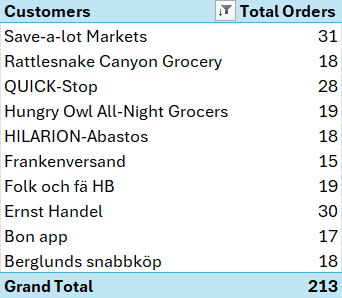 Customers Total Orders
Save-a-lot Markets 31
Rattlesnake Canyon Grocery 18
QUICK-Stop 28
Hungry Owl All-Night Grocers 19
HILARION-Abastos 18
Frankenversand 15
Folk och fä HB 19
Ernst Handel 30
Bon app 17
Berglunds snabbköp 18
Grand Total 213